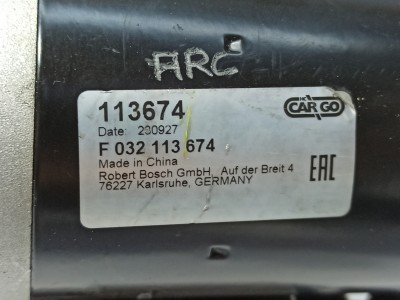 ARC
113674
CARGO
Date: 230927
F 032 113 674
Made in China
Robert Bosch GmbH, Auf der Breit 4
76227 Karlsruhe, GERMANY
EAC